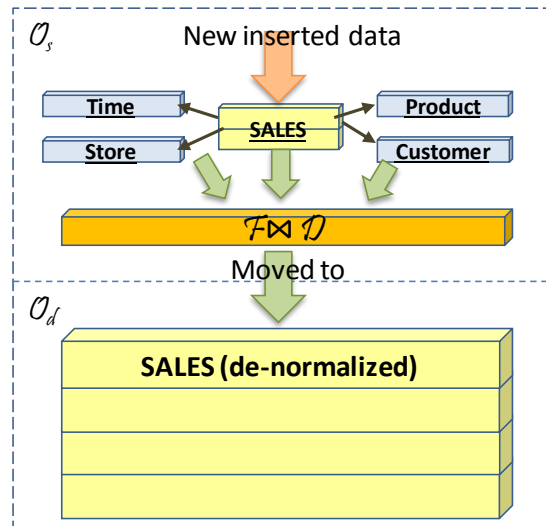 𝒪s
New inserted data
Time
Product
SALES
Store
Customer
ℱ⋈ 𝒟
Moved to
𝒪d
SALES (de-normalized)